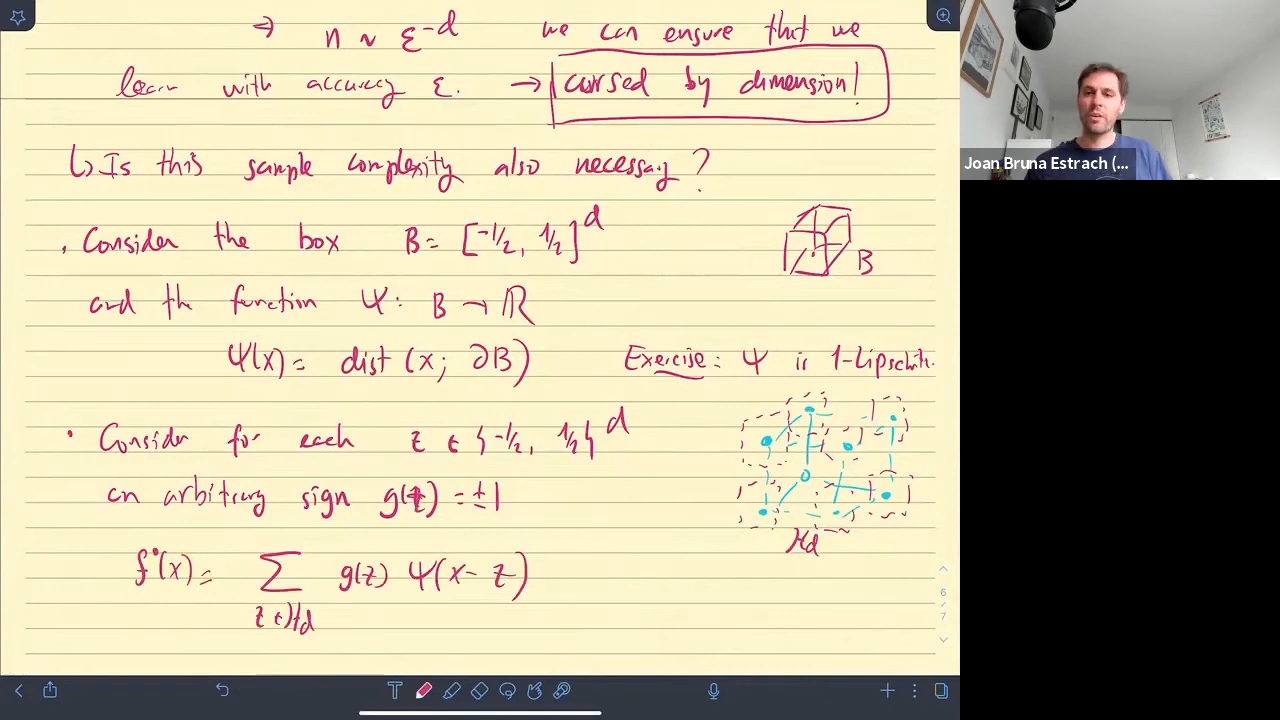 ⇒ n ~ ε^{-d} we can ensure that we
learn with accuracy ε. → cursed by dimension!
↳ Is this sample complexity also necessary?
. Consider the box B = [-1/2, 1/2]^d
B
and the function Ψ: B → ℝ
Ψ(x) = dist (x; ∂B) Exercise: Ψ is 1-Lipschitz.
• Consider for each z ∈ {-1/2, 1/2}^d
an arbitrary sign g(z) = ±1
Hd
f*(x) = Σ g(z) Ψ(x - z)
z ∈ Hd
Joan Bruna Estrach (...
6
/
7
T